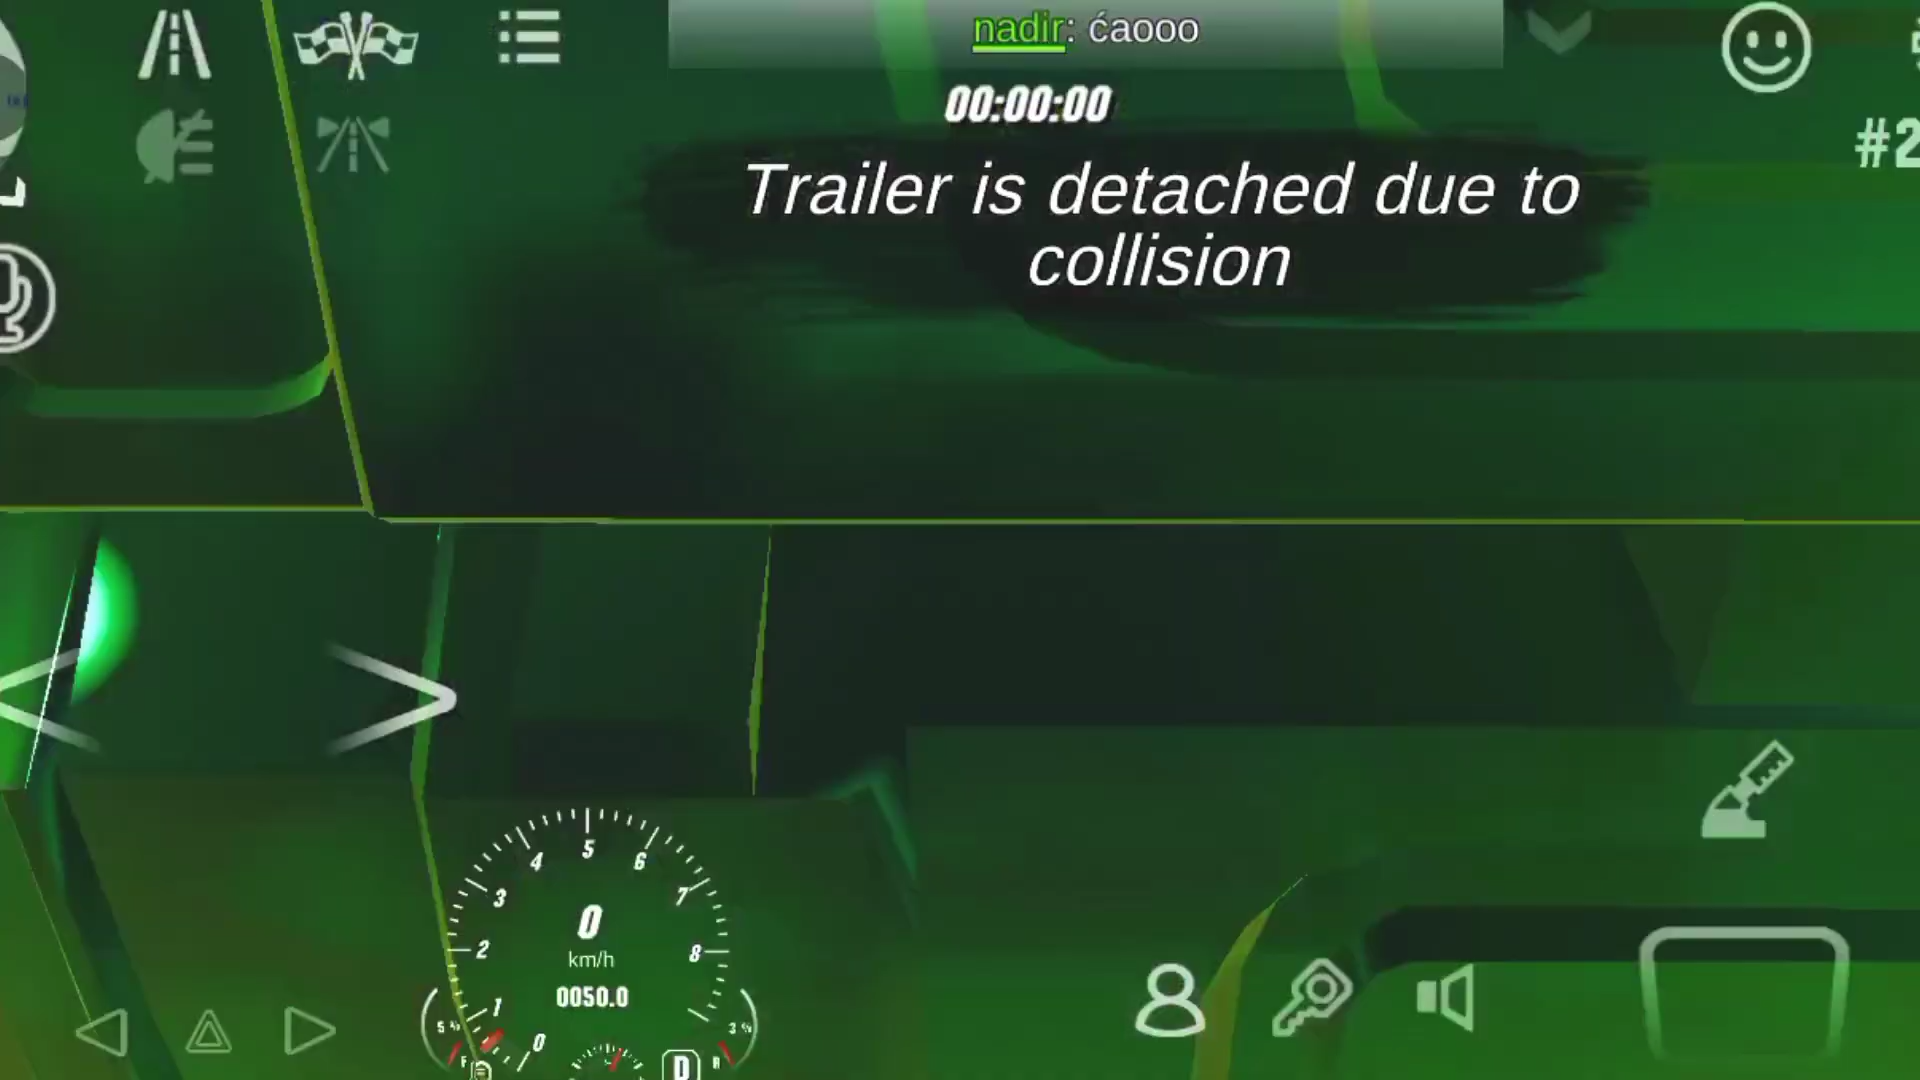 nadir: ćaooo
00:00:00
#2
Trailer is detached due to
collision
0 1 2 3 4 5 6 7 8
0
km/h
0050.0
D